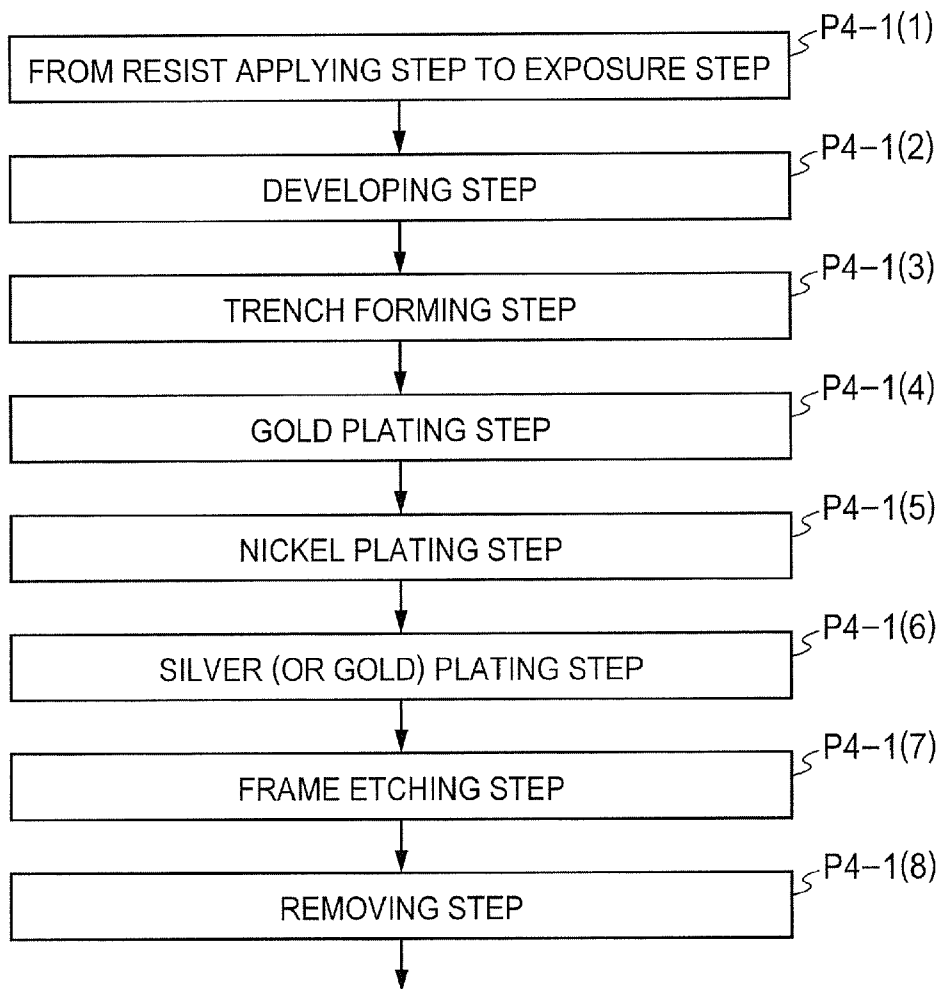 P4-1(1)
FROM RESIST APPLYING STEP TO EXPOSURE STEP
P4-1(2)
DEVELOPING STEP
P4-1(3)
TRENCH FORMING STEP
P4-1(4)
GOLD PLATING STEP
P4-1(5)
NICKEL PLATING STEP
P4-1(6)
SILVER (OR GOLD) PLATING STEP
P4-1(7)
FRAME ETCHING STEP
P4-1(8)
REMOVING STEP